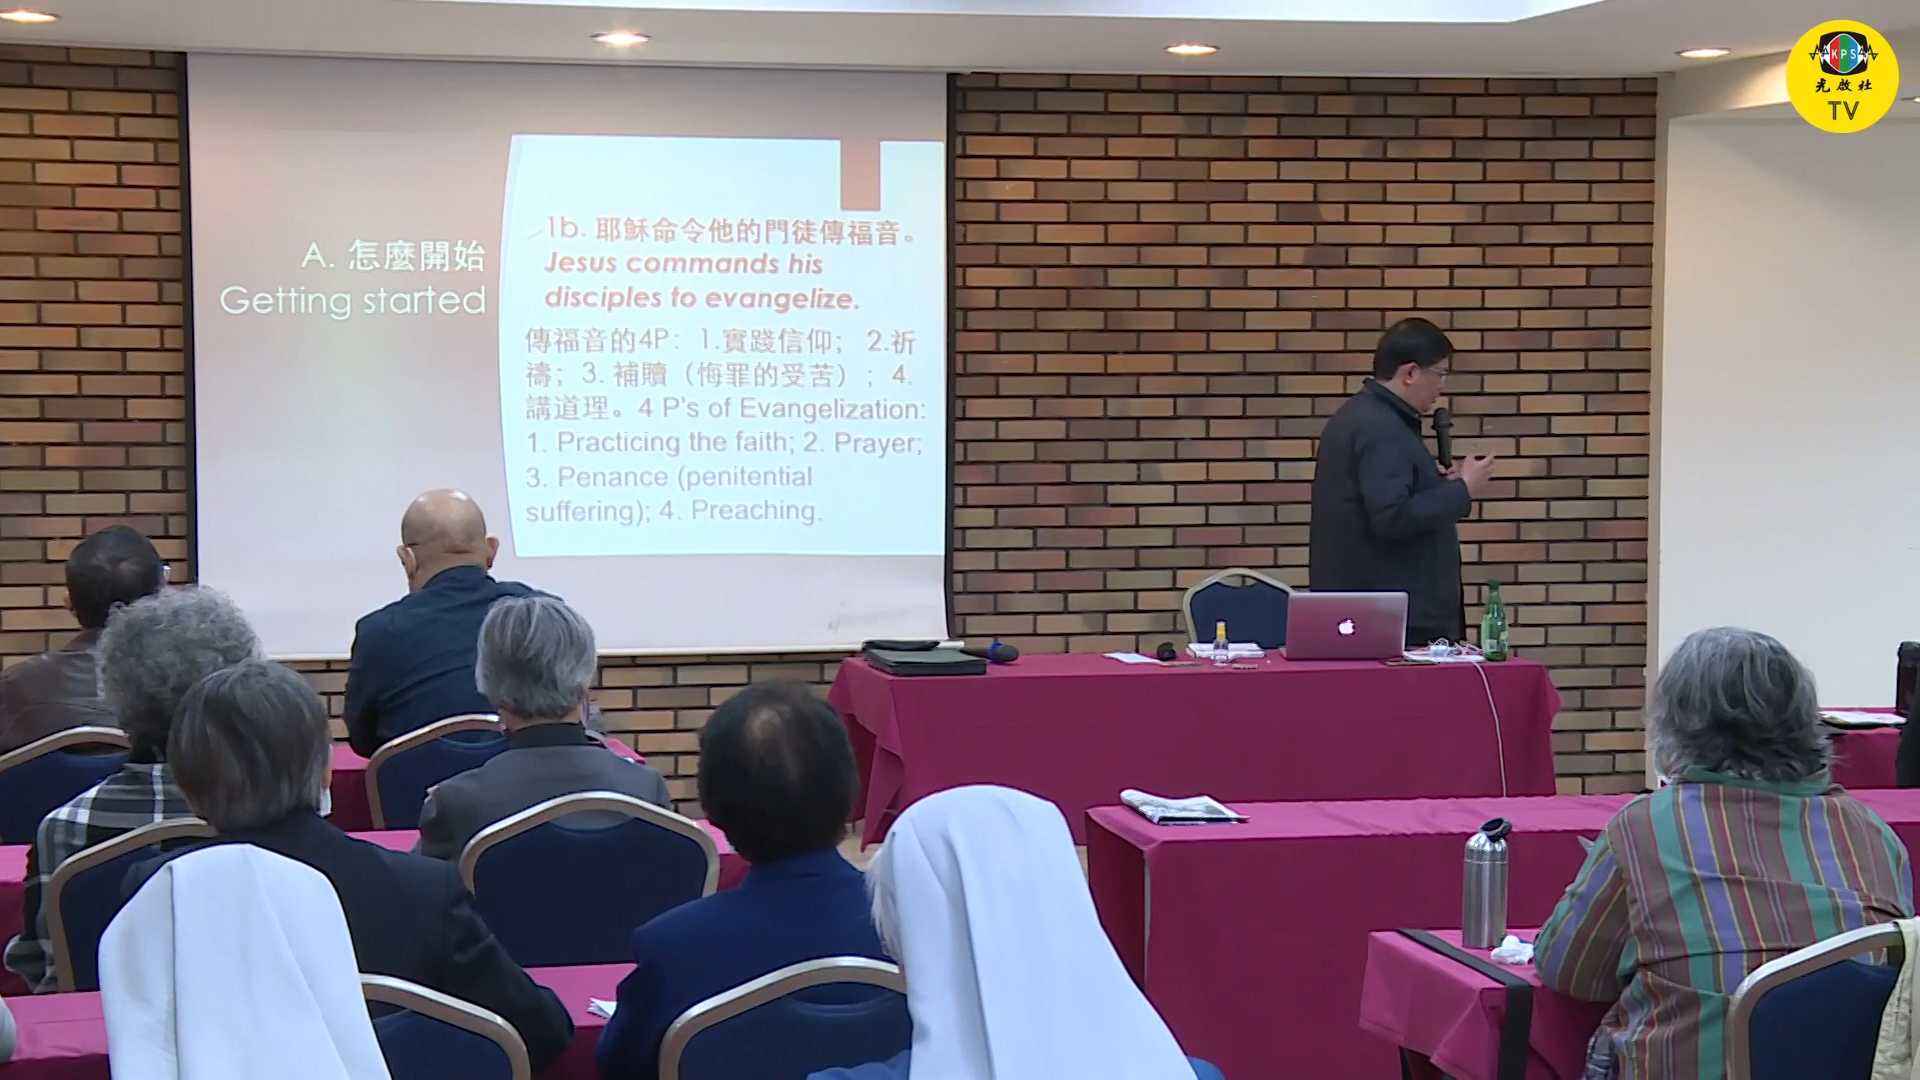 A. 怎麼開始
Getting started
1b. 耶穌命令他的門徒傳福音。
Jesus commands his
disciples to evangelize.
傳福音的4P：1.實踐信仰； 2.祈
禱；3. 補贖（悔罪的受苦）；4.
講道理。4 P's of Evangelization:
1. Practicing the faith; 2. Prayer;
3. Penance (penitential
suffering); 4. Preaching.
KPS
光啟社
TV